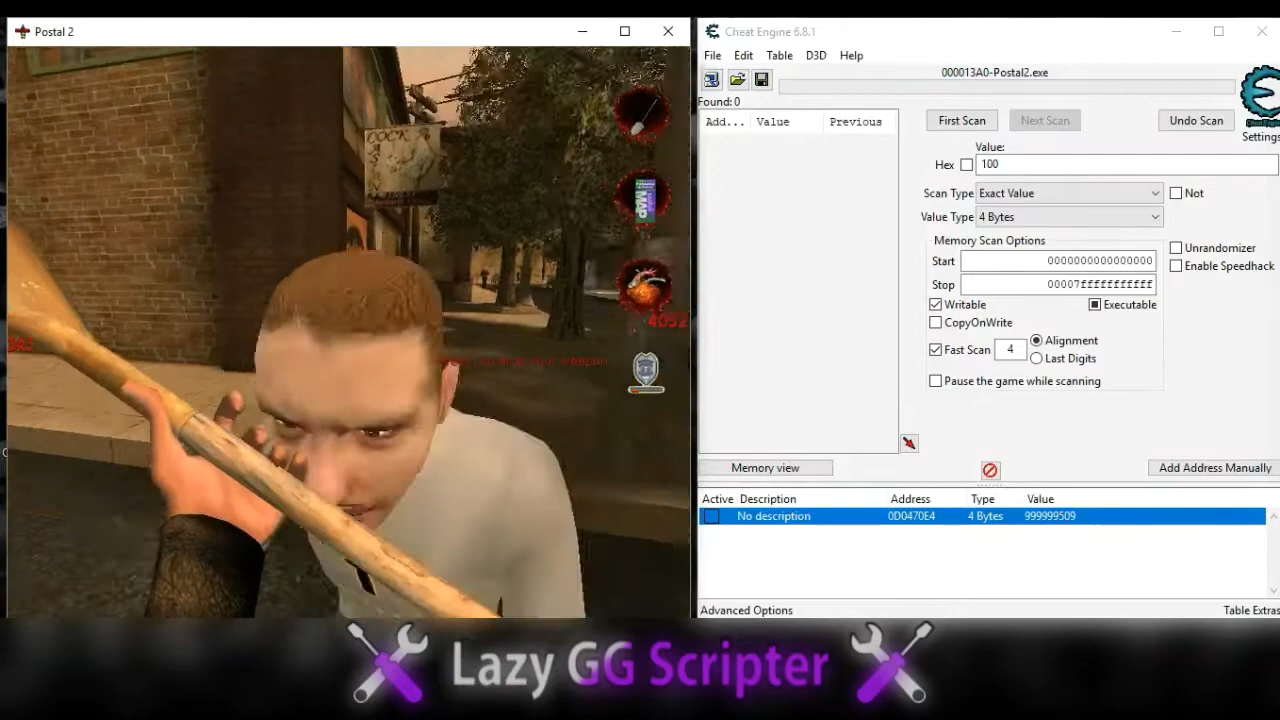 Postal 2
MAP
4052
your weapon
Cheat Engine 6.8.1
File Edit Table D3D Help
000013A0-Postal2.exe
Found: 0
Add... Value Previous
First Scan Next Scan Undo Scan
Settings
Value:
Hex 100
Scan Type Exact Value Not
Value Type 4 Bytes
Memory Scan Options
Unrandomizer
Enable Speedhack
Start 0000000000000000
Stop 00007fffffffffff
Writable Executable
CopyOnWrite
Fast Scan 4 Alignment
Last Digits
Pause the game while scanning
Memory view Add Address Manually
Active Description Address Type Value
No description 0D0470E4 4 Bytes 999999509
Advanced Options Table Extras
Lazy GG Scripter